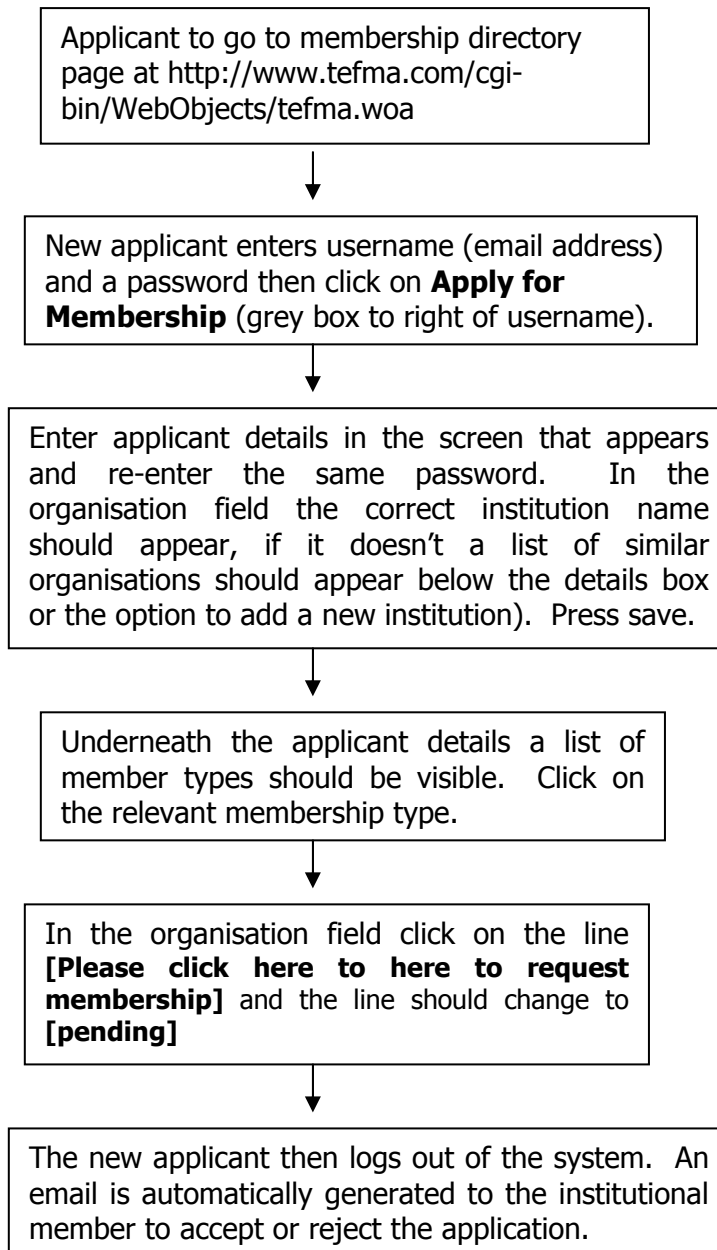 Applicant to go to membership directory
page at http://www.tefma.com/cgi-
bin/WebObjects/tefma.woa
New applicant enters username (email address)
and a password then click on Apply for
Membership (grey box to right of username).
Enter applicant details in the screen that appears
and re-enter the same password. In the
organisation field the correct institution name
should appear, if it doesn’t a list of similar
organisations should appear below the details box
or the option to add a new institution). Press save.
Underneath the applicant details a list of
member types should be visible. Click on
the relevant membership type.
In the organisation field click on the line
[Please click here to here to request
membership] and the line should change to
[pending]
The new applicant then logs out of the system. An
email is automatically generated to the institutional
member to accept or reject the application.